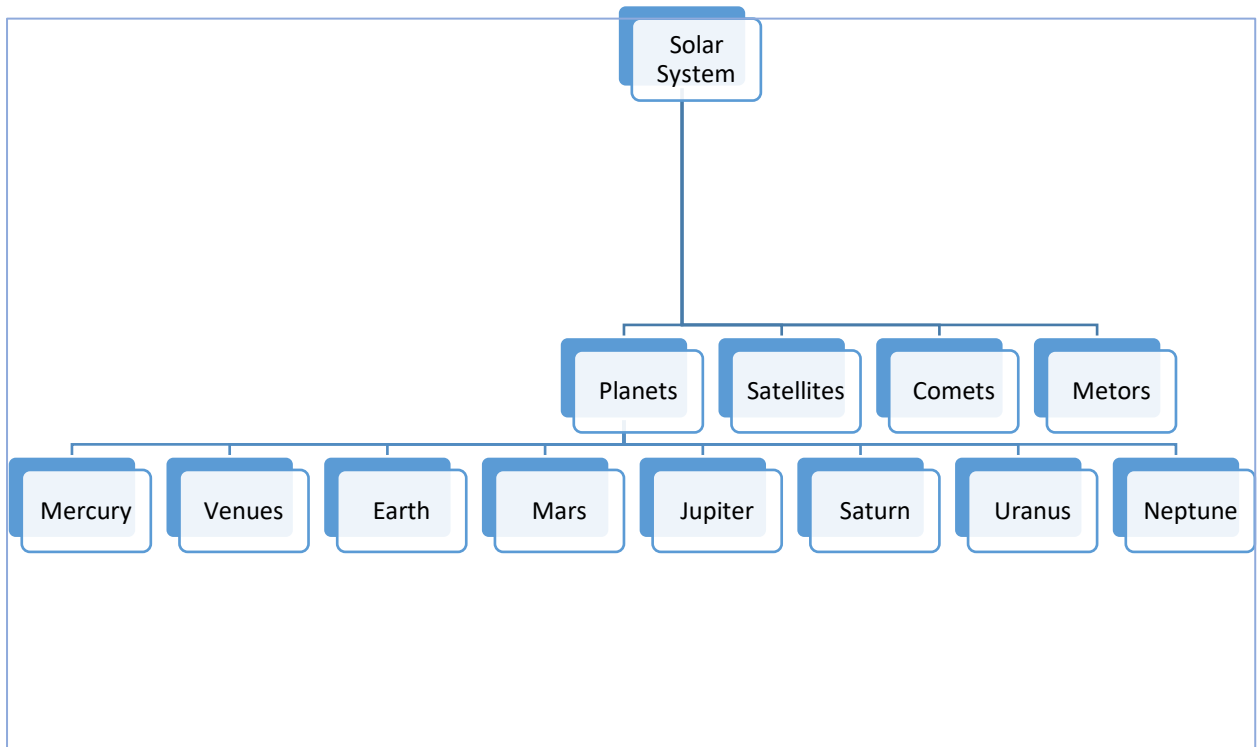 Solar
System
Planets
Satellites
Comets
Metors
Mercury
Venues
Earth
Mars
Jupiter
Saturn
Uranus
Neptune